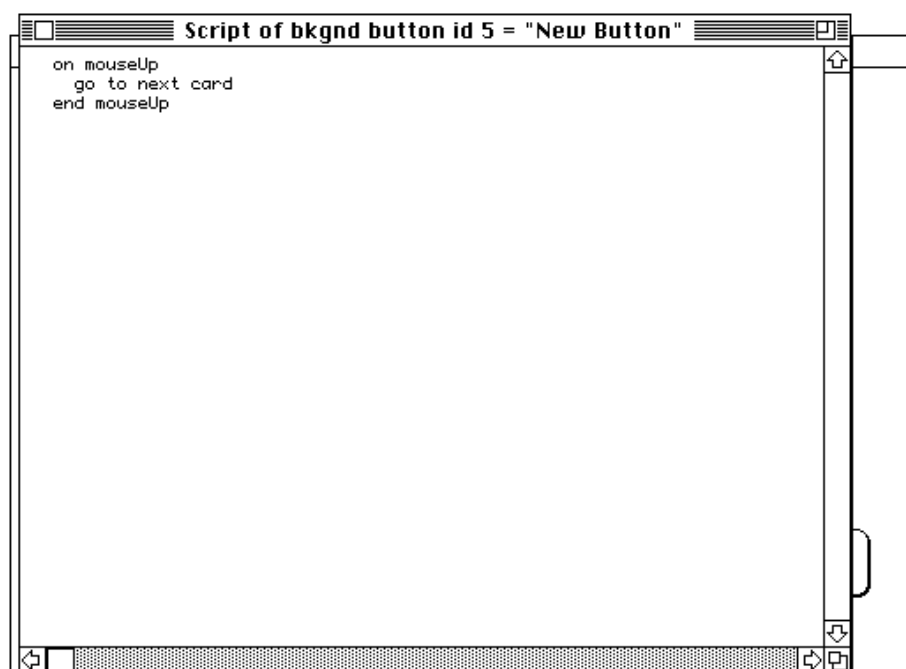 Script of bkgnd button id 5 = "New Button"
on mouseUp
go to next card
end mouseUp